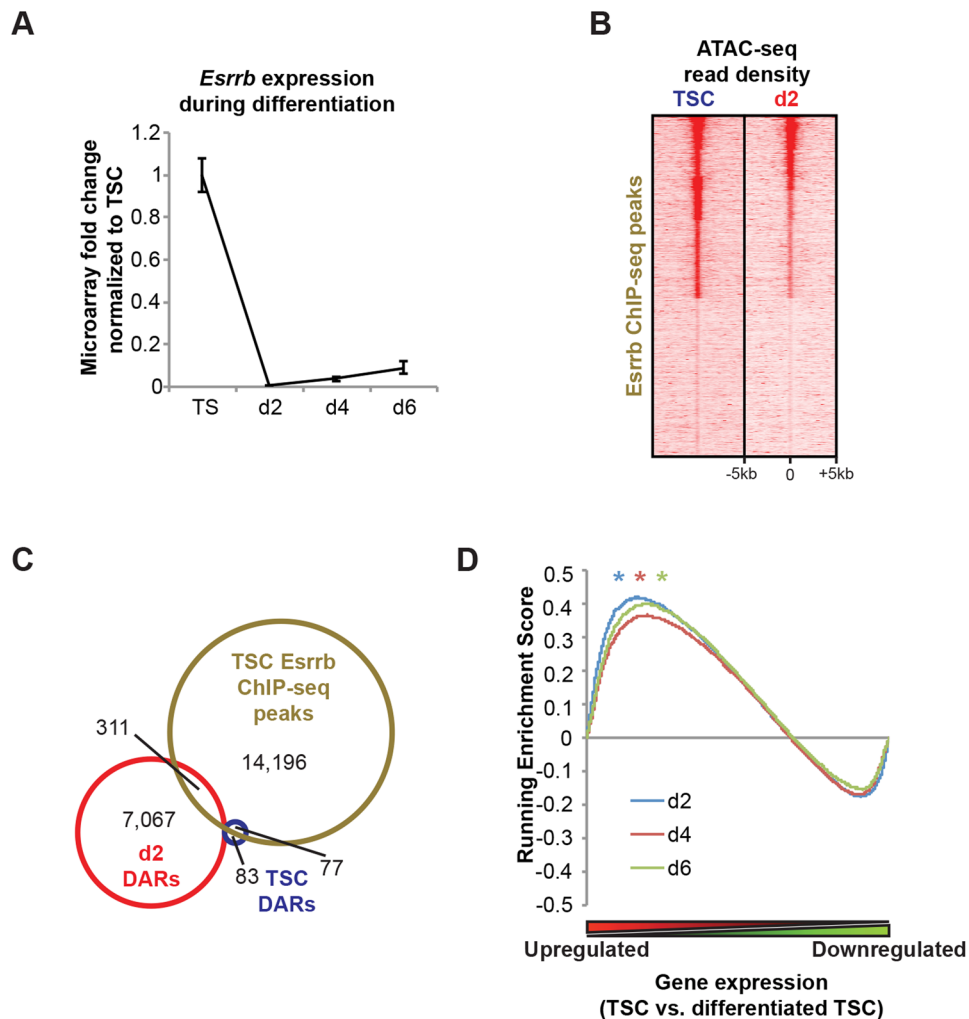 A
Esrrb expression
during differentiation
Microarray fold change
normalized to TSC
1.2
1
0.8
0.6
0.4
0.2
0
TS
d2
d4
d6
B
ATAC-seq
read density
TSC
d2
Esrrb ChIP-seq peaks
-5kb
0
+5kb
C
TSC Esrrb
ChIP-seq
peaks
311
14,196
7,067
d2
DARs
83
TSC
DARs
77
D
Running Enrichment Score
0.5
0.4
0.3
0.2
0.1
0
-0.1
-0.2
-0.3
-0.4
-0.5
* * *
d2
d4
d6
Upregulated
Downregulated
Gene expression
(TSC vs. differentiated TSC)